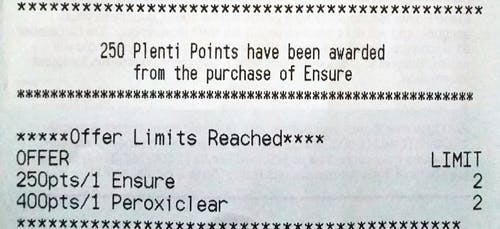 **********************************************
250 Plenti Points have been awarded
from the purchase of Ensure
**********************************************************
*****Offer Limits Reached****
OFFER LIMIT
250pts/1 Ensure 2
400pts/1 Peroxiclear 2
********************************************